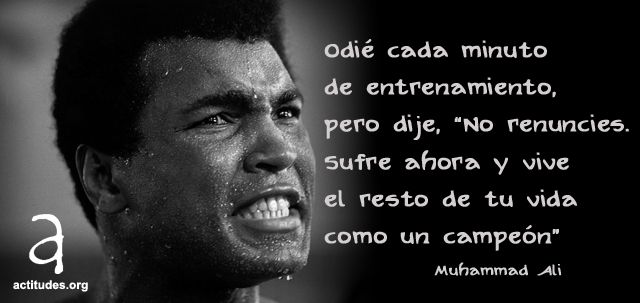 Odié cada minuto
de entrenamiento,
pero dije, "No renuncies.
Sufre ahora y vive
el resto de tu vida
como un campeón"
Muhammad Ali
a
actitudes.org